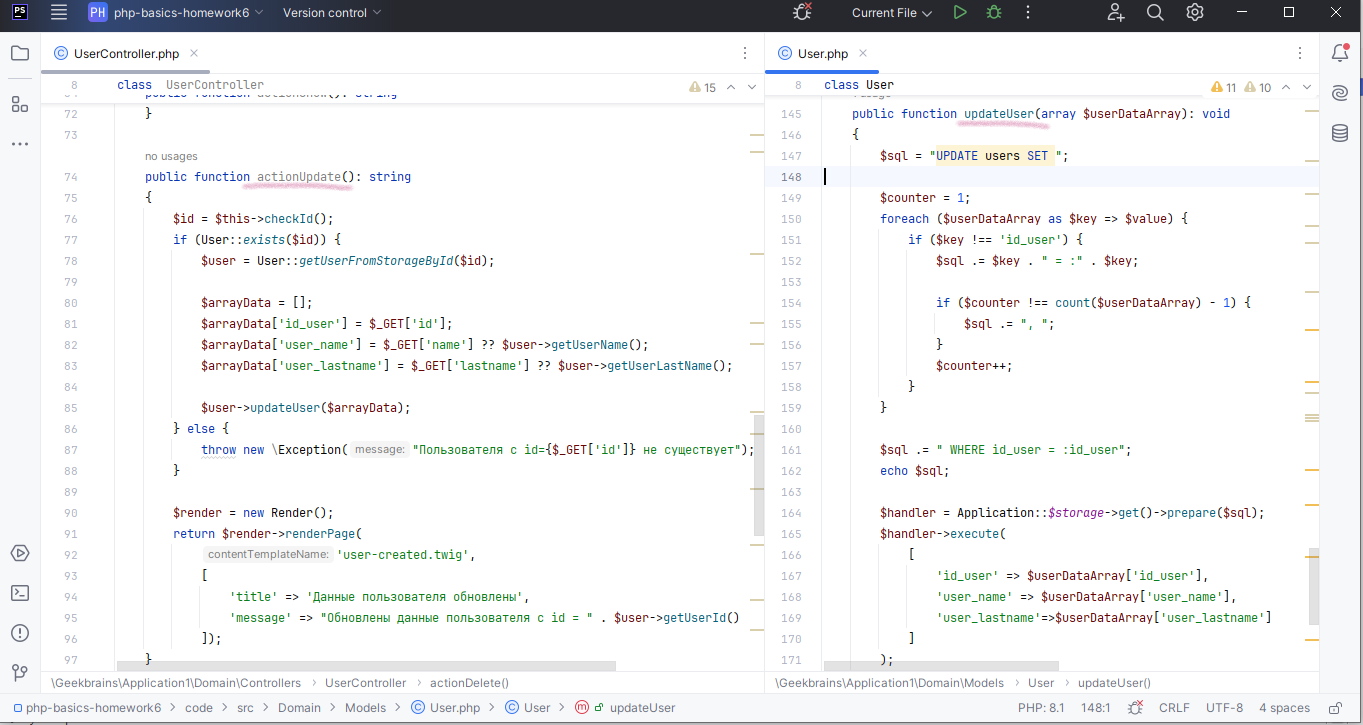 PS PH php-basics-homework6 Version control Current File
UserController.php
8 class UserController 15
public function actionShow(): string
72 }
73
no usages
74 public function actionUpdate(): string
75 {
76 $id = $this->checkId();
77 if (User::exists($id)) {
78 $user = User::getUserFromStorageById($id);
79
80 $arrayData = [];
81 $arrayData['id_user'] = $_GET['id'];
82 $arrayData['user_name'] = $_GET['name'] ?? $user->getUserName();
83 $arrayData['user_lastname'] = $_GET['lastname'] ?? $user->getUserLastName();
84
85 $user->updateUser($arrayData);
86 } else {
87 throw new \Exception( message: "Пользователя с id={$_GET['id']} не существует");
88 }
89
90 $render = new Render();
91 return $render->renderPage(
92 contentTemplateName: 'user-created.twig',
93 [
94 'title' => 'Данные пользователя обновлены',
95 'message' => "Обновлены данные пользователя с id = " . $user->getUserId()
96 ]);
97 }
\Geekbrains\Application1\Domain\Controllers › UserController › actionDelete()
User.php
8 class User 11 10
145 public function updateUser(array $userDataArray): void
146 {
147 $sql = "UPDATE users SET ";
148
149 $counter = 1;
150 foreach ($userDataArray as $key => $value) {
151 if ($key !== 'id_user') {
152 $sql .= $key . " = :" . $key;
153
154 if ($counter !== count($userDataArray) - 1) {
155 $sql .= ", ";
156 }
157 $counter++;
158 }
159 }
160
161 $sql .= " WHERE id_user = :id_user";
162 echo $sql;
163
164 $handler = Application::$storage->get()->prepare($sql);
165 $handler->execute(
166 [
167 'id_user' => $userDataArray['id_user'],
168 'user_name' => $userDataArray['user_name'],
169 'user_lastname'=>$userDataArray['user_lastname']
170 ]
171 );
\Geekbrains\Application1\Domain\Models › User › updateUser()
php-basics-homework6 › code › src › Domain › Models › User.php › User › updateUser PHP: 8.1 148:1 CRLF UTF-8 4 spaces